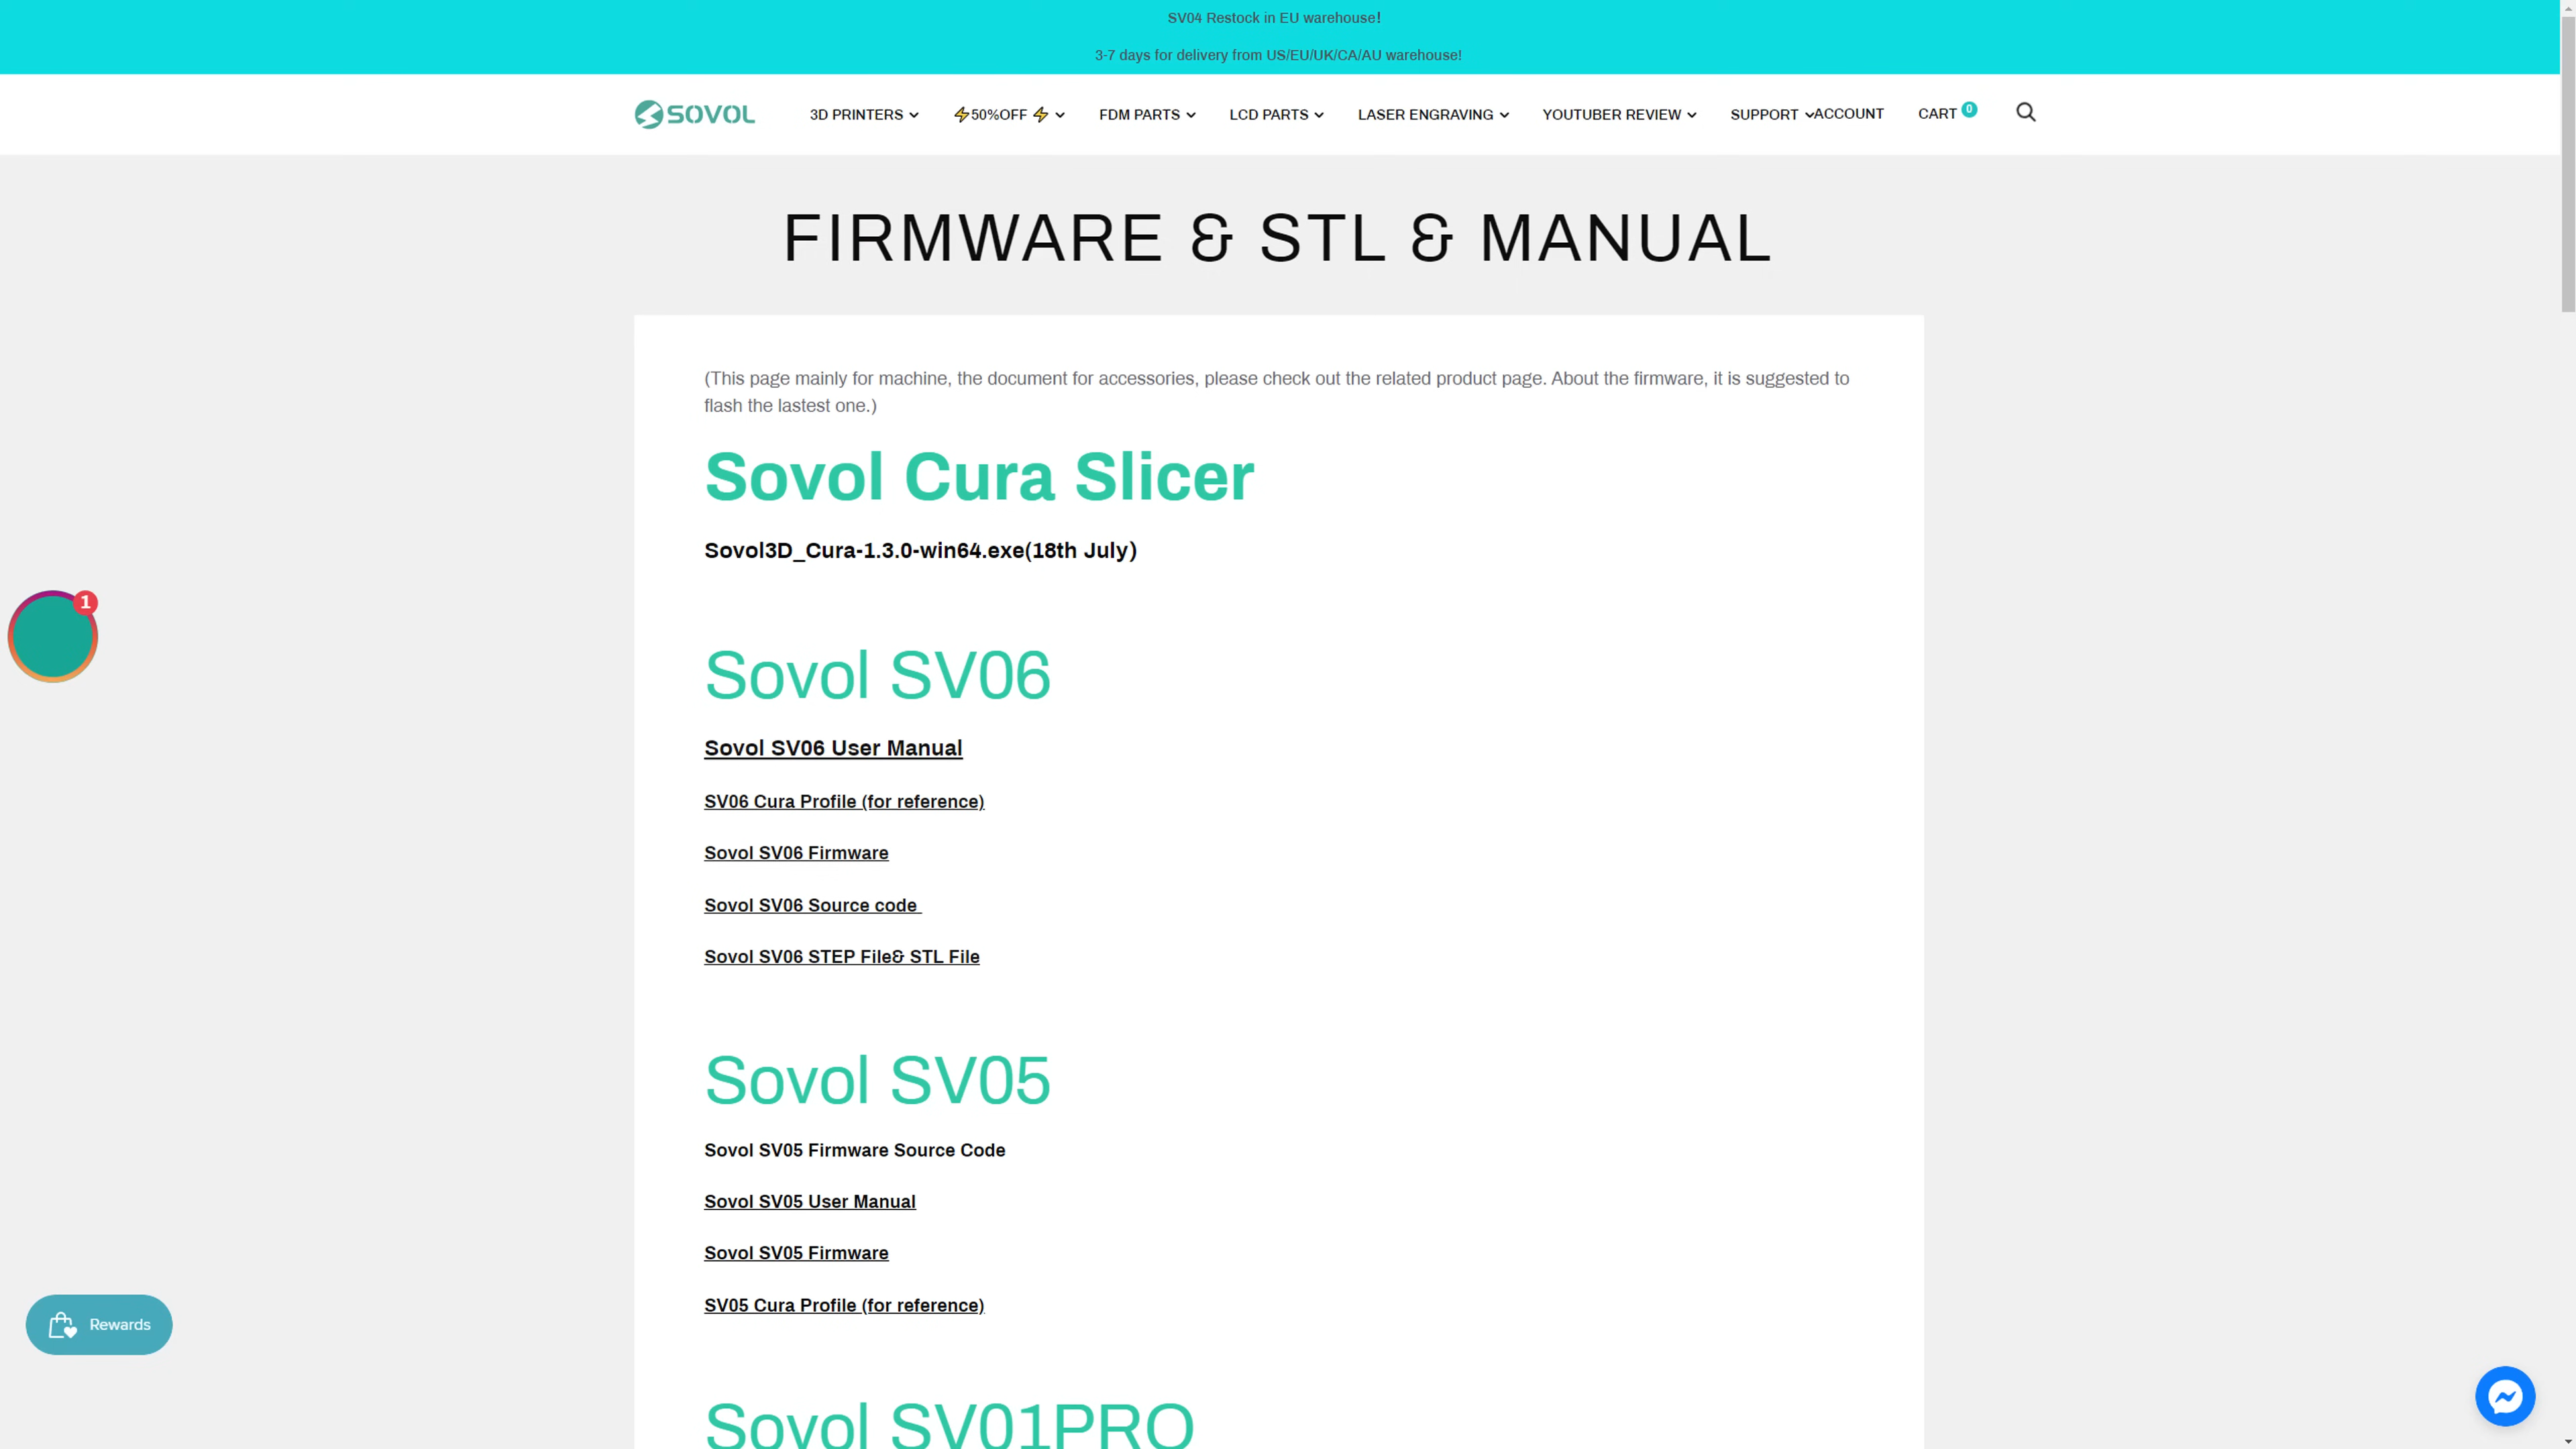 SV04 Restock in EU warehouse!
3-7 days for delivery from US/EU/UK/CA/AU warehouse!
SOVOL 3D PRINTERS ⚡50%OFF ⚡ FDM PARTS LCD PARTS LASER ENGRAVING YOUTUBER REVIEW SUPPORT ACCOUNT CART 0
FIRMWARE & STL & MANUAL
(This page mainly for machine, the document for accessories, please check out the related product page. About the firmware, it is suggested to
flash the lastest one.)
Sovol Cura Slicer
Sovol3D_Cura-1.3.0-win64.exe(18th July)
1
Sovol SV06
Sovol SV06 User Manual
SV06 Cura Profile (for reference)
Sovol SV06 Firmware
Sovol SV06 Source code
Sovol SV06 STEP File& STL File
Sovol SV05
Sovol SV05 Firmware Source Code
Sovol SV05 User Manual
Sovol SV05 Firmware
SV05 Cura Profile (for reference)
Rewards
Sovol SV01PRO